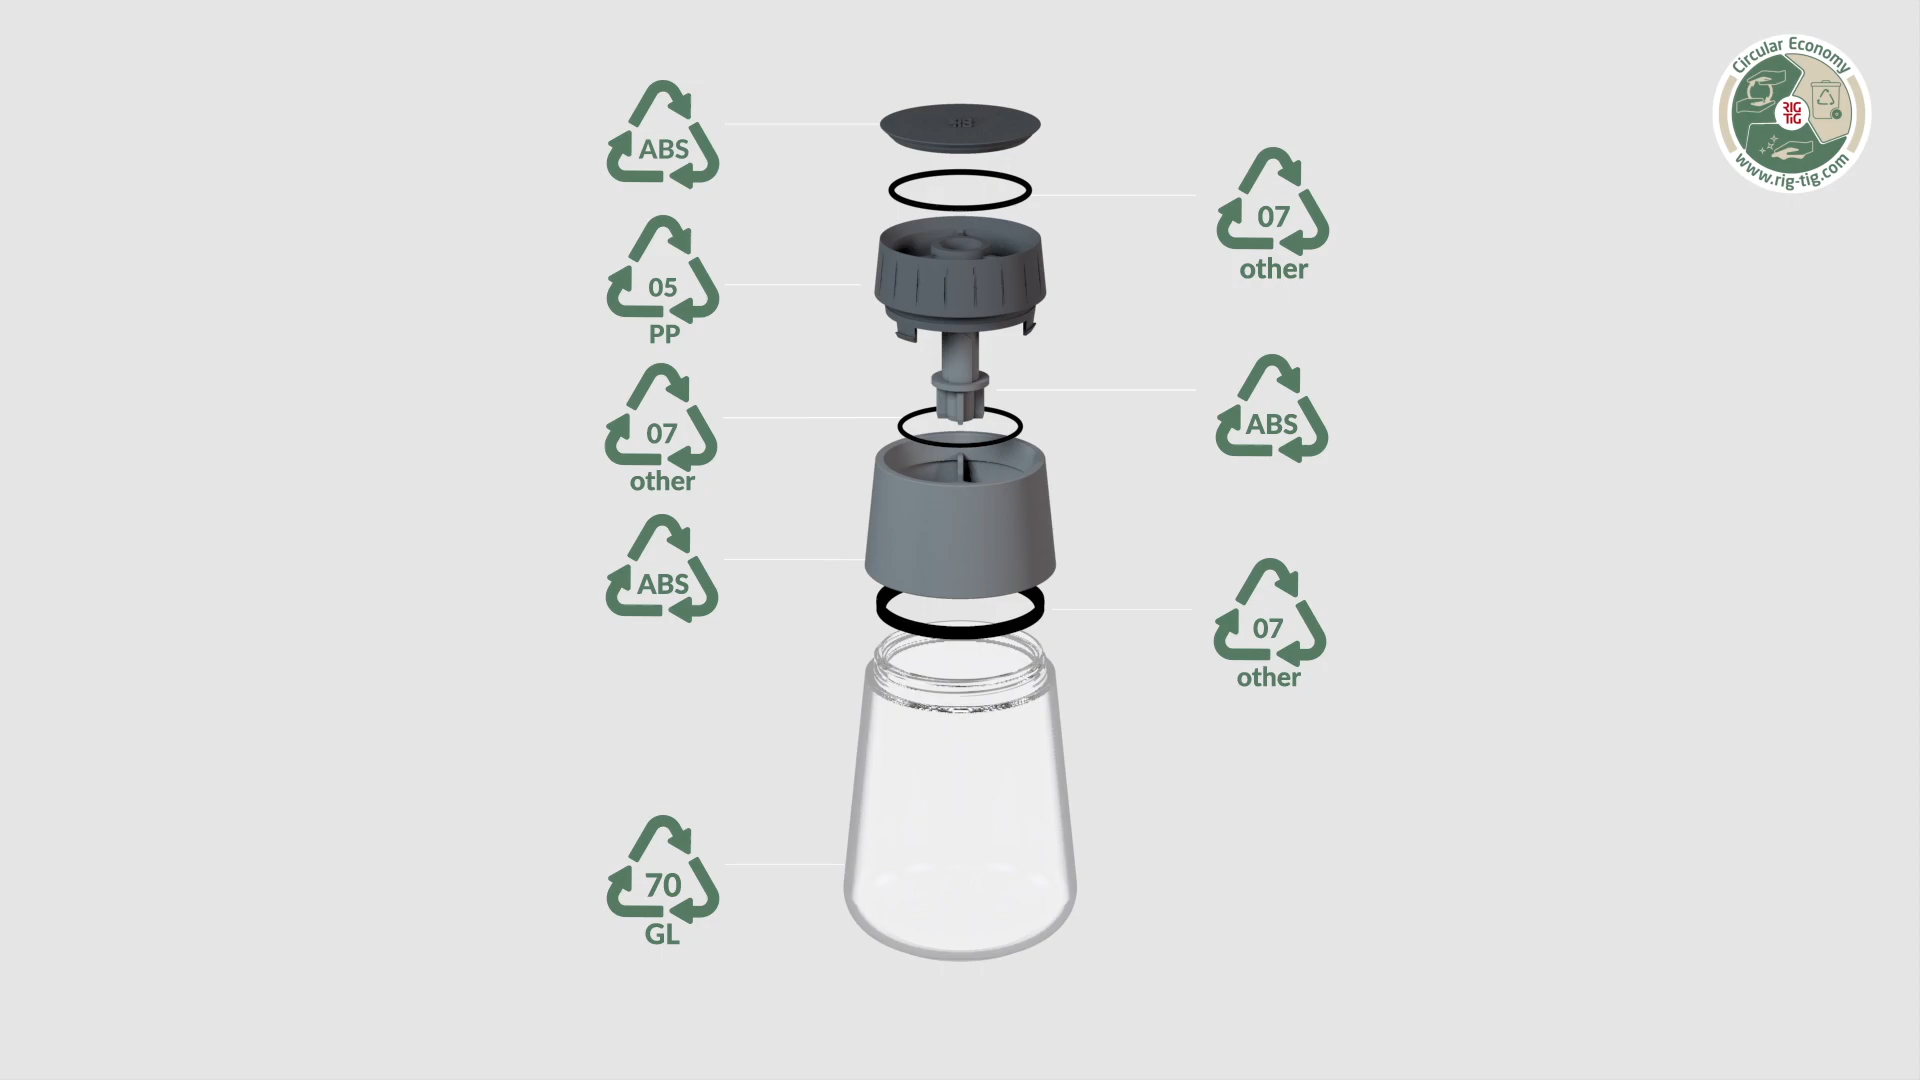 ABS
05
PP
07
other
ABS
70
GL
07
other
ABS
07
other
Circular Economy
RIG
TIG
www.rig-tig.com